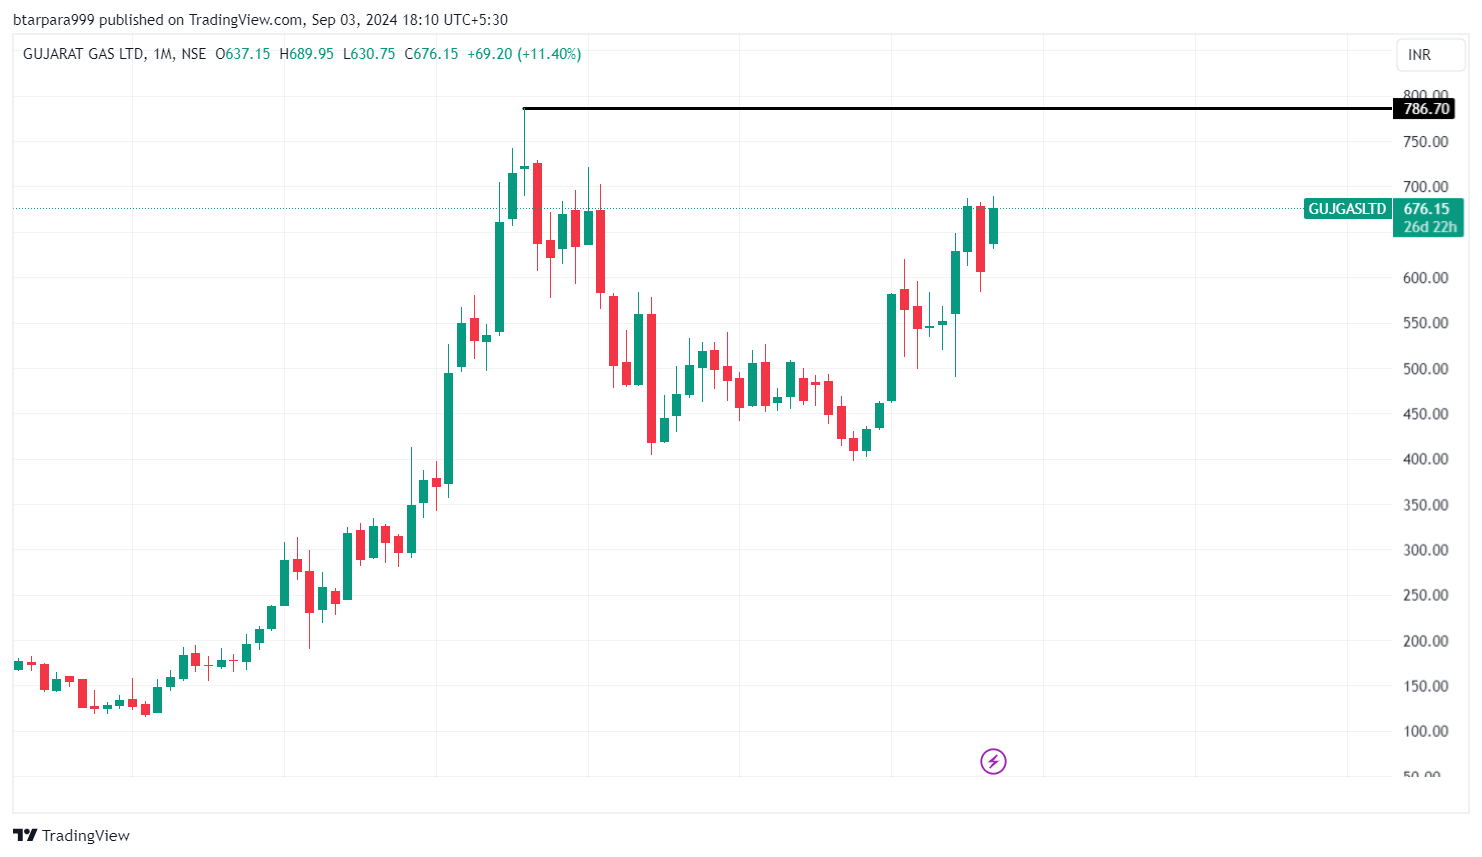 btarpara999 published on TradingView.com, Sep 03, 2024 18:10 UTC+5:30
GUJARAT GAS LTD, 1M, NSE O637.15 H689.95 L630.75 C676.15 +69.20 (+11.40%)
INR
800.00
786.70
750.00
700.00
GUJGASLTD 676.15
26d 22h
600.00
550.00
500.00
450.00
400.00
350.00
300.00
250.00
200.00
150.00
100.00
50.00
TradingView